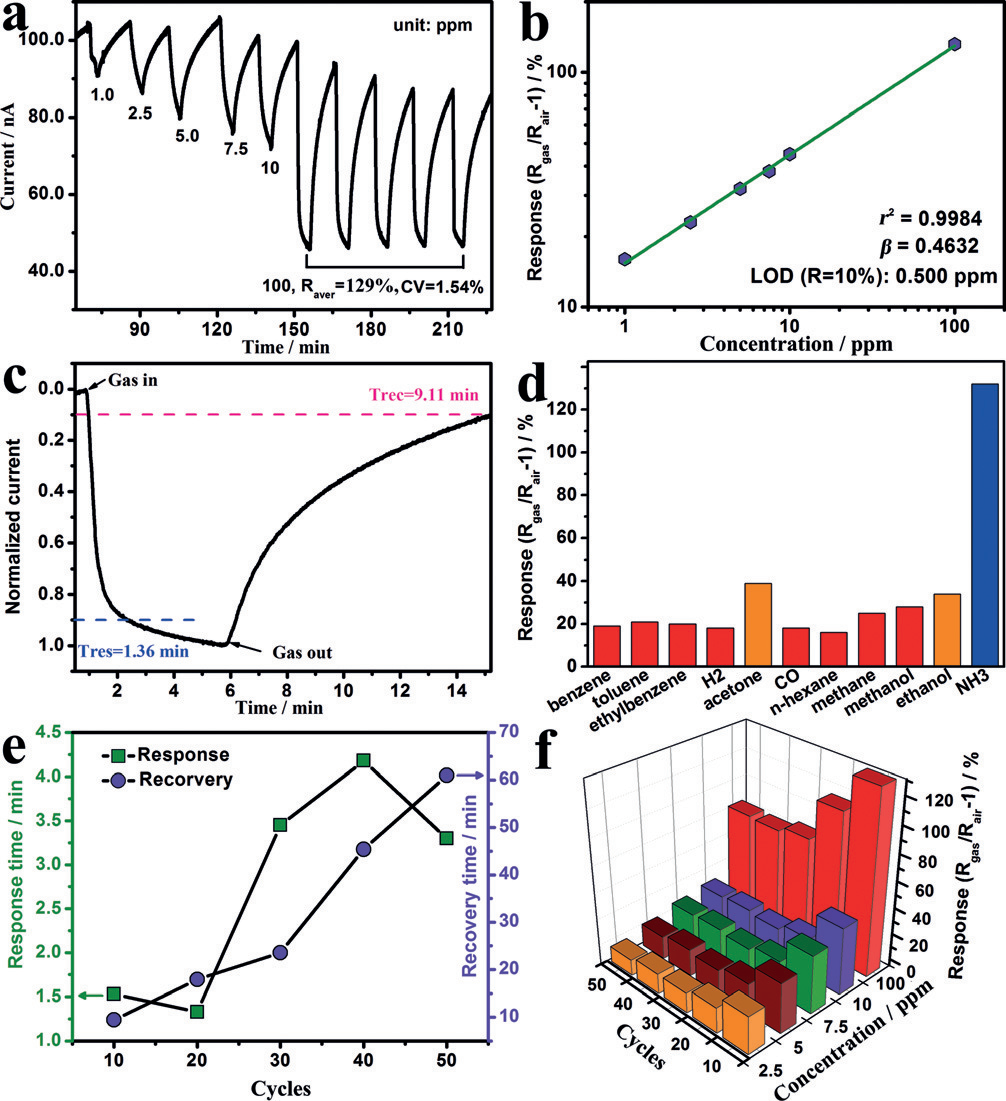 a
unit: ppm
100.0
80.0
60.0
40.0
Current / nA
1.0
2.5
5.0
7.5
10
100, Raver=129%, CV=1.54%
90
120
150
180
210
Time / min
b
Response (Rgas/Rair-1) / %
100
10
r² = 0.9984
β = 0.4632
LOD (R=10%): 0.500 ppm
1
10
100
Concentration / ppm
c
Gas in
Trec=9.11 min
0.0
0.2
0.4
0.6
0.8
1.0
Normalized current
Tres=1.36 min
Gas out
2
4
6
8
10
12
14
Time / min
d
Response (Rgas/Rair-1) / %
120
100
80
60
40
20
0
benzene
toluene
ethylbenzene
H2
acetone
CO
n-hexane
methane
methanol
ethanol
NH3
e
Response
Recorvery
4.5
4.0
3.5
3.0
2.5
2.0
1.5
1.0
Response time / min
70
60
50
40
30
20
10
Recovery time / min
10
20
30
40
50
Cycles
f
120
100
80
60
40
20
0
Response (Rgas/Rair-1) / %
50
40
30
20
10
Cycles
2.5
5
7.5
10
100
Concentration / ppm